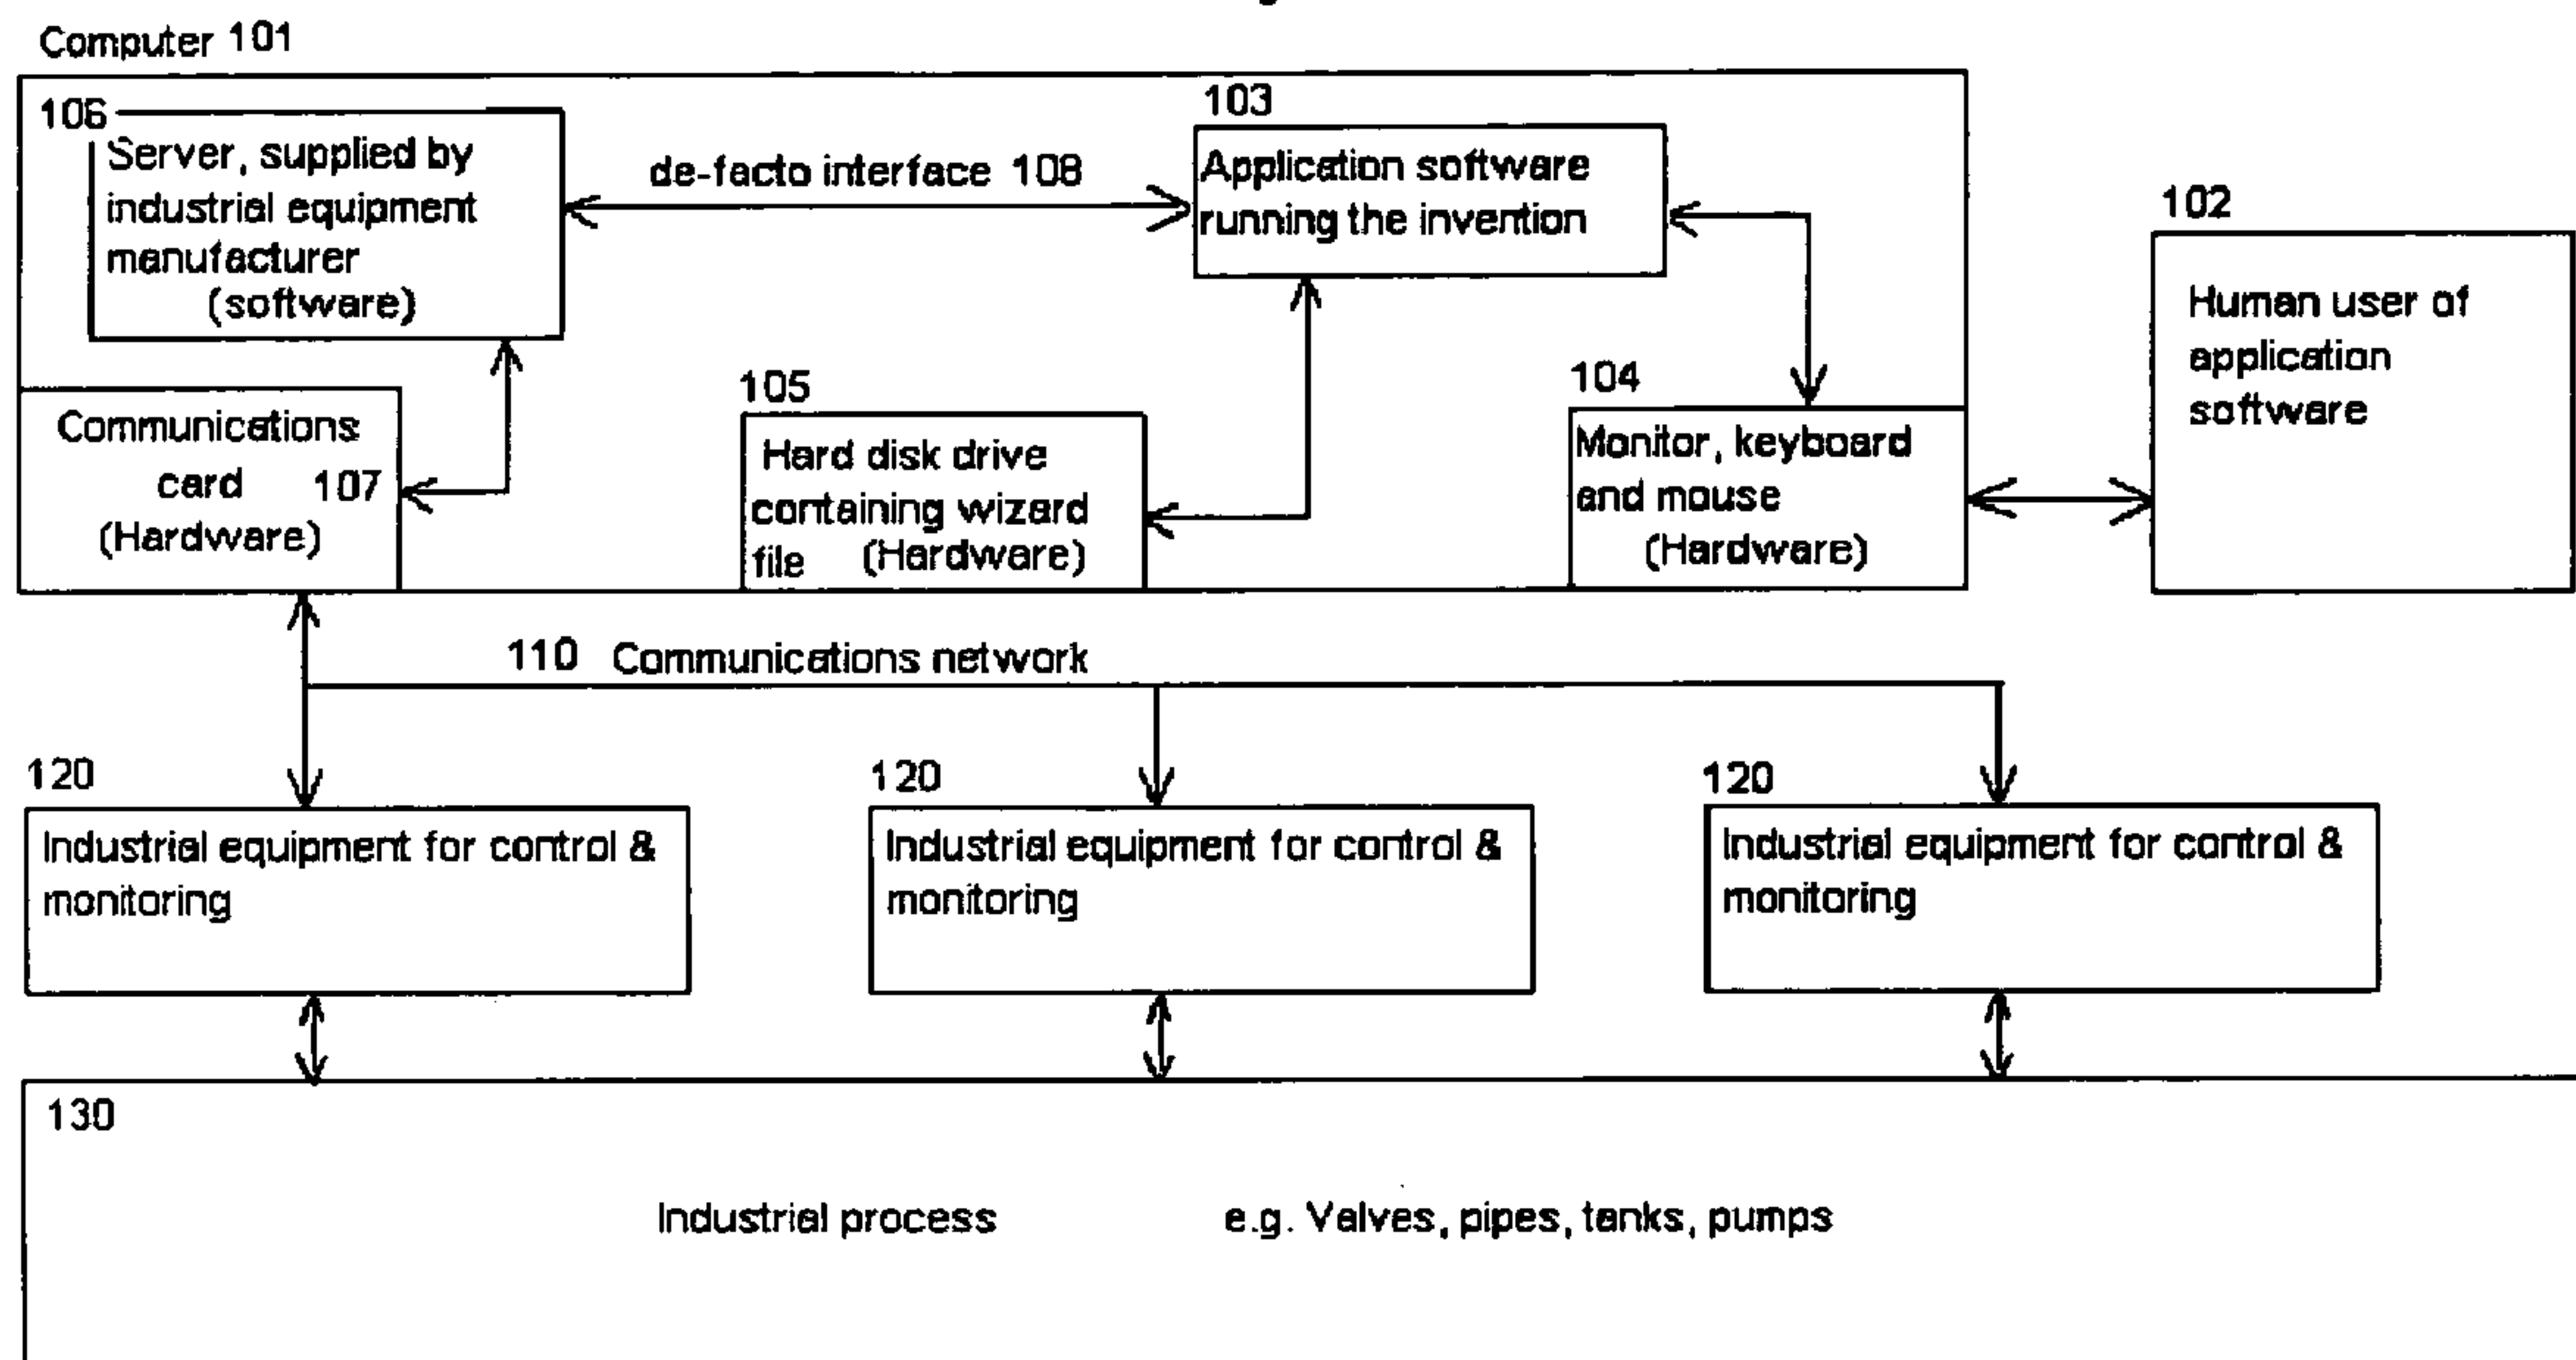 Computer 101
106
Server, supplied by
industrial equipment
manufacturer
(software)
de-facto interface 108
103
Application software
running the invention
102
Human user of
application
software
Communications
card 107
(Hardware)
105
Hard disk drive
containing wizard
file (Hardware)
104
Monitor, keyboard
and mouse
(Hardware)
110 Communications network
120
Industrial equipment for control &
monitoring
120
Industrial equipment for control &
monitoring
120
Industrial equipment for control &
monitoring
130
Industrial process e.g. Valves, pipes, tanks, pumps